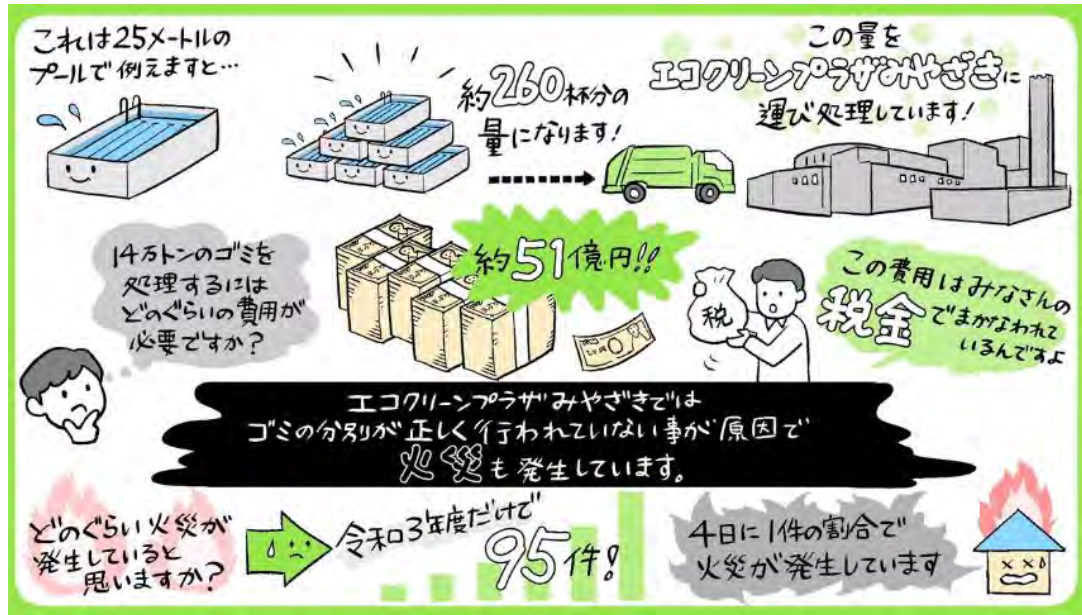 これは25メートルの
プールで例えますと…
約260杯分の
量になります!
この量を
エコクリーンプラザみやざきに
運び処理しています!
14万トンのゴミを
処理するには
どのぐらいの費用が
必要ですか?
約51億円!!
税
この費用はみなさんの
税金でまかなわれて
いるんですよ
エコクリーンプラザみやざきでは
ゴミの分別が正しく行われていない事が原因で
火災も発生しています。
どのぐらい火災が
発生していると
思いますか?
令和3年度だけで
95件!
4日に1件の割合で
火災が発生しています